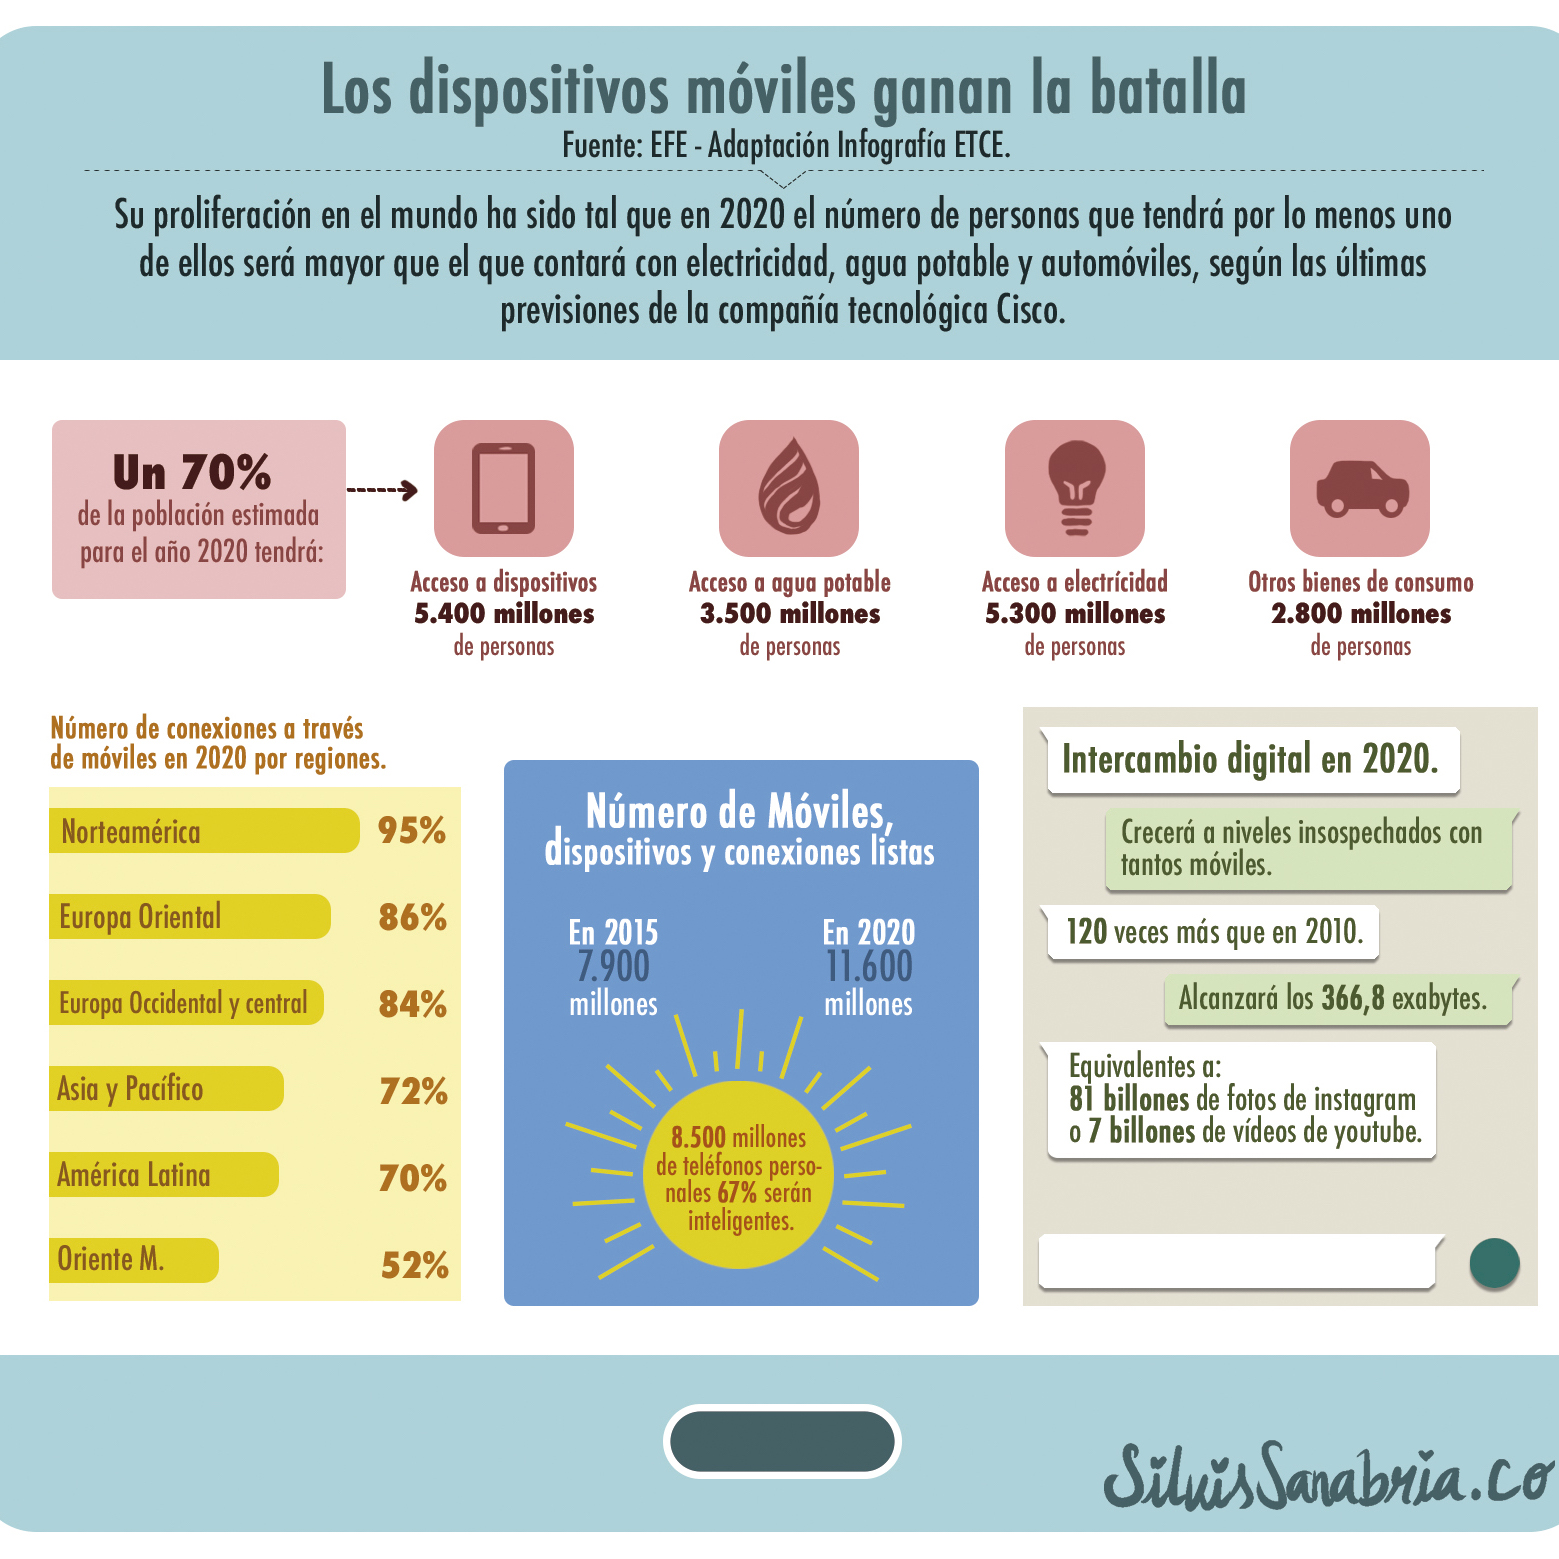 Los dispositivos móviles ganan la batalla
Fuente: EFE - Adaptación Infografía ETCE.
Su proliferación en el mundo ha sido tal que en 2020 el número de personas que tendrá por lo menos uno
de ellos será mayor que el que contará con electricidad, agua potable y automóviles, según las últimas
previsiones de la compañía tecnológica Cisco.
Un 70%
de la población estimada
para el año 2020 tendrá:
Acceso a dispositivos
5.400 millones
de personas
Acceso a agua potable
3.500 millones
de personas
Acceso a electrícidad
5.300 millones
de personas
Otros bienes de consumo
2.800 millones
de personas
Número de conexiones a través
de móviles en 2020 por regiones.
Norteamérica 95%
Europa Oriental 86%
Europa Occidental y central 84%
Asia y Pacífico 72%
América Latina 70%
Oriente M. 52%
Número de Móviles,
dispositivos y conexiones listas
En 2015
7.900
millones
En 2020
11.600
millones
8.500 millones
de teléfonos perso-
nales 67% serán
inteligentes.
Intercambio digital en 2020.
Crecerá a niveles insospechados con
tantos móviles.
120 veces más que en 2010.
Alcanzará los 366,8 exabytes.
Equivalentes a:
81 billones de fotos de instagram
o 7 billones de vídeos de youtube.
SilvisSanabria.co